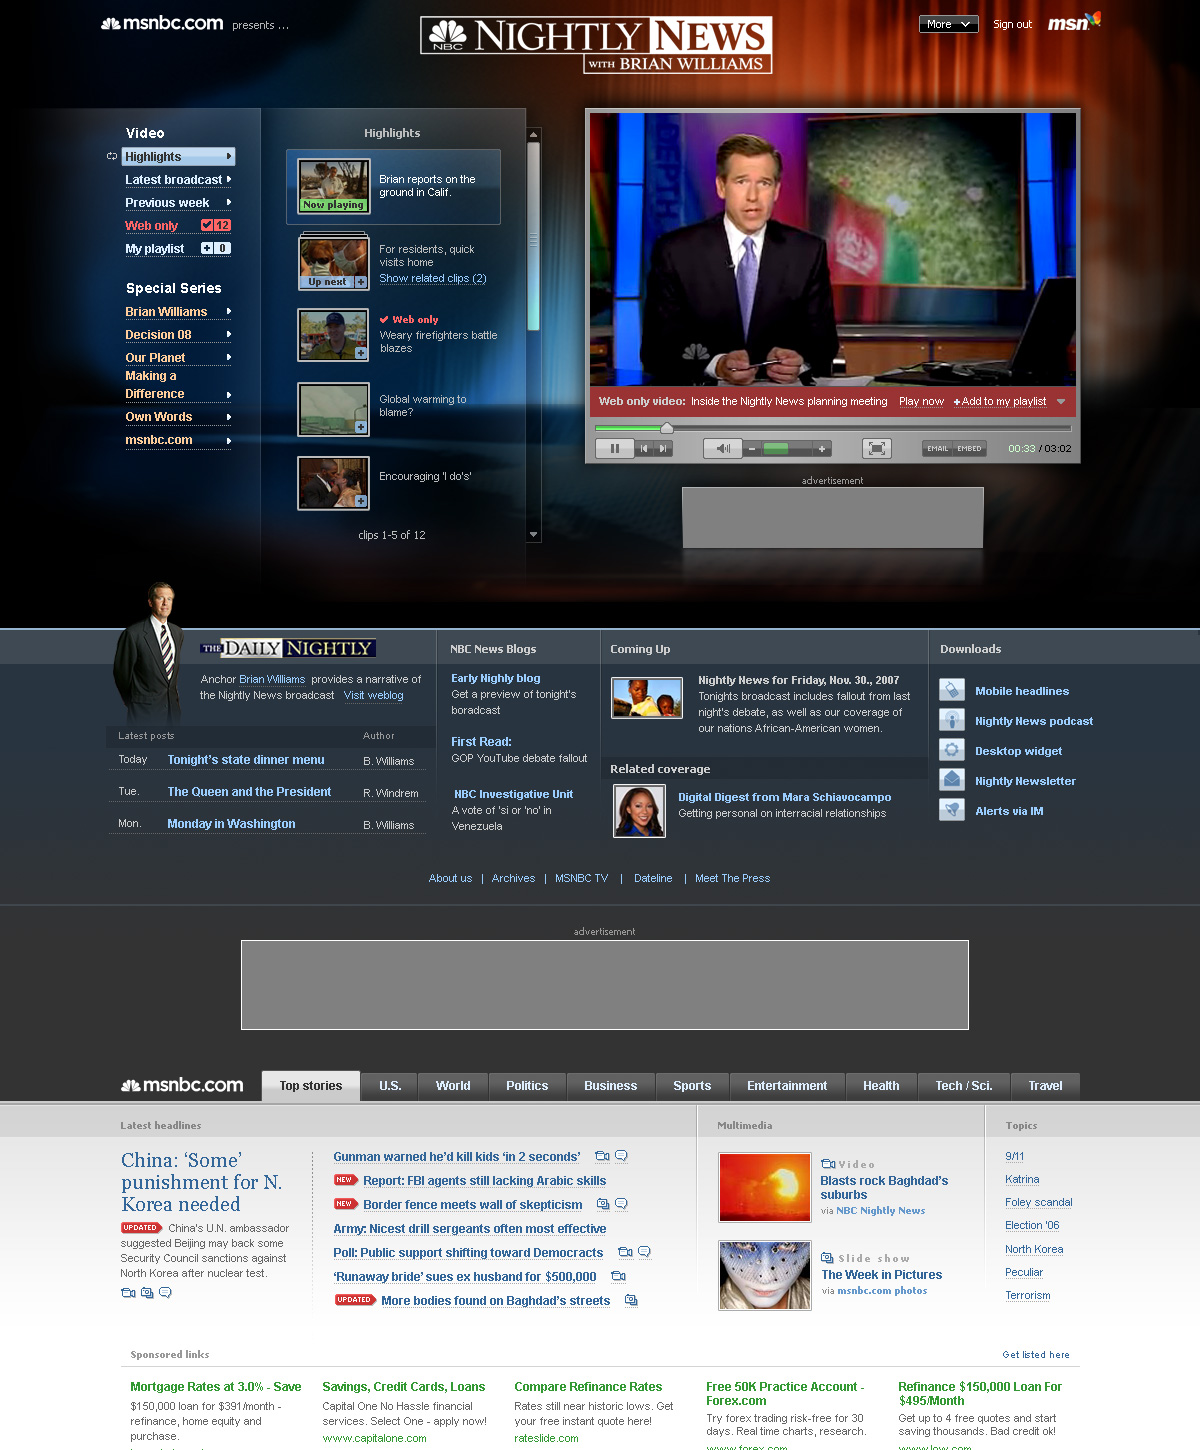 msnbc.com presents ...
NBC NIGHTLY NEWS
WITH BRIAN WILLIAMS
More
Sign out
msn
Video
Highlights
Latest broadcast
Previous week
Web only 12
My playlist 0
Special Series
Brian Williams
Decision 08
Our Planet
Making a
Difference
Own Words
msnbc.com
Highlights
Brian reports on the
ground in Calif.
Now playing
For residents, quick
visits home
Show related clips (2)
Up next +
Web only
Weary firefighters battle
blazes
Global warming to
blame?
Encouraging 'I do's'
clips 1-5 of 12
Web only video: Inside the Nightly News planning meeting Play now +Add to my playlist
EMAIL EMBED
00:33 / 03:02
advertisement
THE DAILY NIGHTLY
Anchor Brian Williams provides a narrative of
the Nightly News broadcast Visit weblog
Latest posts Author
Today Tonight's state dinner menu B. Williams
Tue. The Queen and the President R. Windrem
Mon. Monday in Washington B. Williams
NBC News Blogs
Early Nighly blog
Get a preview of tonight's
boradcast
First Read:
GOP YouTube debate fallout
NBC Investigative Unit
A vote of 'si or 'no' in
Venezuela
Coming Up
Nightly News for Friday, Nov. 30., 2007
Tonights broadcast includes fallout from last
night's debate, as well as our coverage of
our nations African-American women.
Related coverage
Digital Digest from Mara Schiavocampo
Getting personal on interracial relationships
Downloads
Mobile headlines
Nightly News podcast
Desktop widget
Nightly Newsletter
Alerts via IM
About us | Archives | MSNBC TV | Dateline | Meet The Press
advertisement
msnbc.com
Top stories
U.S.
World
Politics
Business
Sports
Entertainment
Health
Tech / Sci.
Travel
Latest headlines
China: ‘Some’
punishment for N.
Korea needed
UPDATED China's U.N. ambassador
suggested Beijing may back some
Security Council sanctions against
North Korea after nuclear test.
Gunman warned he’d kill kids ‘in 2 seconds’
NEW Report: FBI agents still lacking Arabic skills
NEW Border fence meets wall of skepticism
Army: Nicest drill sergeants often most effective
Poll: Public support shifting toward Democracts
‘Runaway bride’ sues ex husband for $500,000
UPDATED More bodies found on Baghdad’s streets
Multimedia
Video
Blasts rock Baghdad’s
suburbs
via NBC Nightly News
Slide show
The Week in Pictures
via msnbc.com photos
Topics
9/11
Katrina
Foley scandal
Election '06
North Korea
Peculiar
Terrorism
Sponsored links
Get listed here
Mortgage Rates at 3.0% - Save
$150,000 loan for $391/month -
refinance, home equity and
purchase.
Savings, Credit Cards, Loans
Capital One No Hassle financial
services. Select One - apply now!
www.capitalone.com
Compare Refinance Rates
Rates still near historic lows. Get
your free instant quote here!
rateslide.com
Free 50K Practice Account -
Forex.com
Try forex trading risk-free for 30
days. Real time charts, research.
www.forex.com
Refinance $150,000 Loan For
$495/Month
Get up to 4 free quotes and start
saving thousands. Bad credit ok!
www.low.com